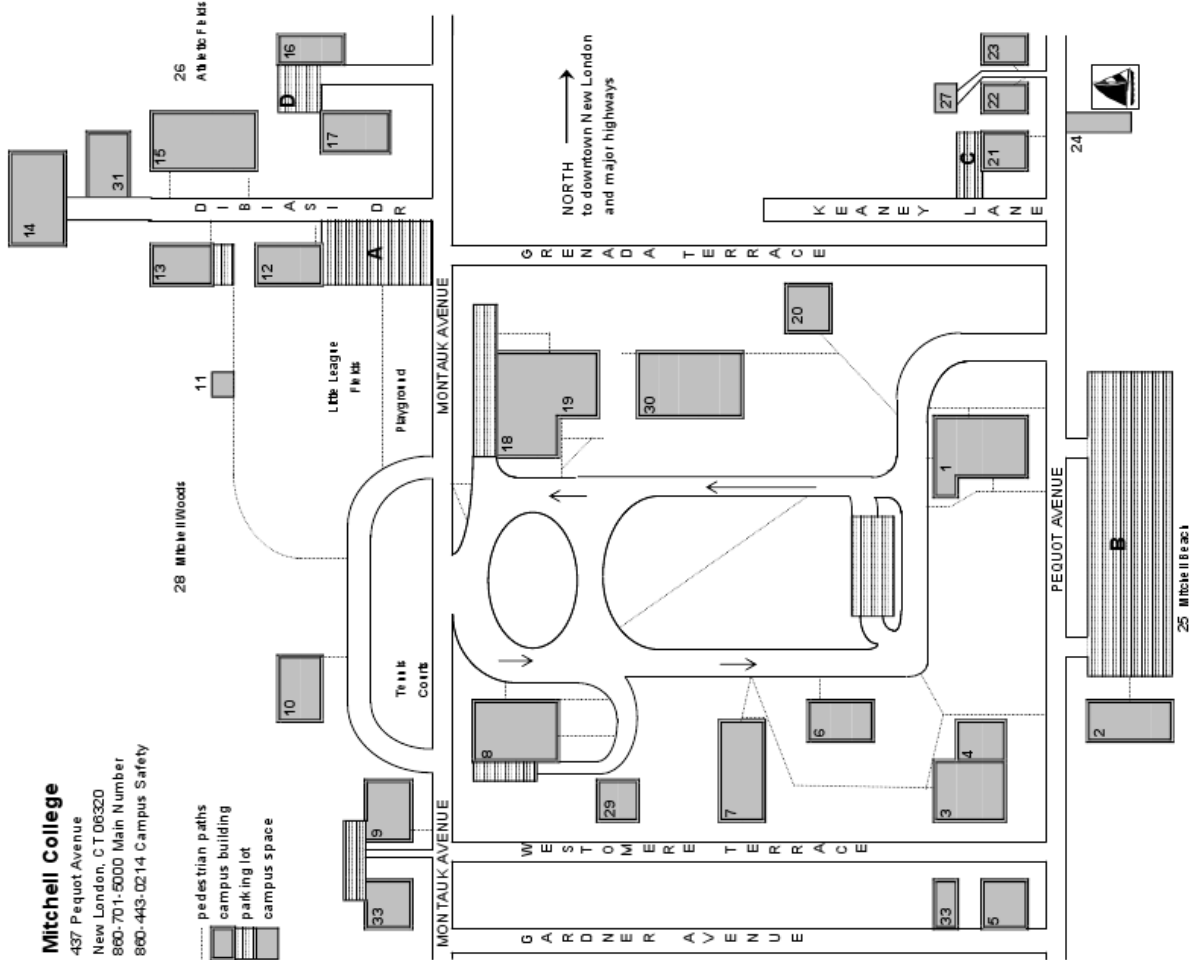 Mitchell College
437 Pequot Avenue
New London, CT 06320
860-701-5000 Main Number
860-443-0214 Campus Safety
pedestrian paths
campus building
parking lot
campus space
26
Athletic Fields
28 Mitchell Woods
Little League
Fields
Playground
Tennis
Courts
NORTH
to downtown New London
and major highways
MONTAUK AVENUE
MONTAUK AVENUE
MONTAUK AVENUE
DIBIASI DR
GRENADA TERRACE
KEANEY LANE
WESTOMERE TERRACE
GARDNER AVENUE
PEQUOT AVENUE
25 Mitchell Beach
A
B
C
D
1
2
3
4
5
6
7
8
9
10
11
12
13
14
15
16
17
18
19
20
21
22
23
24
27
29
30
31
33
33